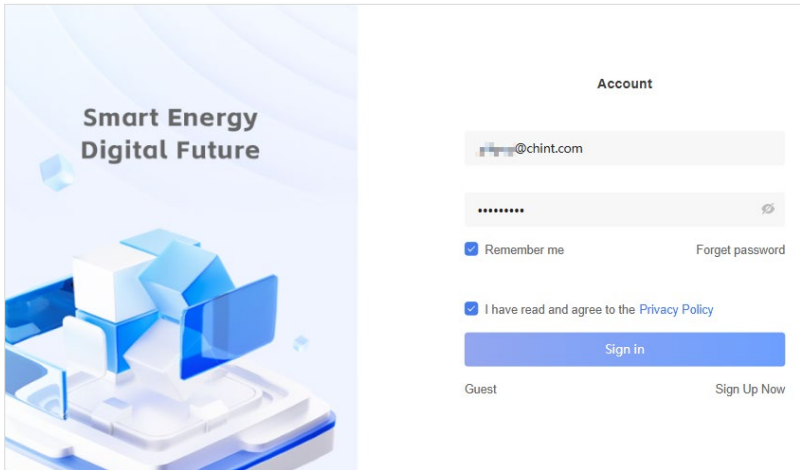 Smart Energy
Digital Future
Account
@chint.com
•••••••••
Remember me
Forget password
I have read and agree to the Privacy Policy
Sign in
Guest
Sign Up Now